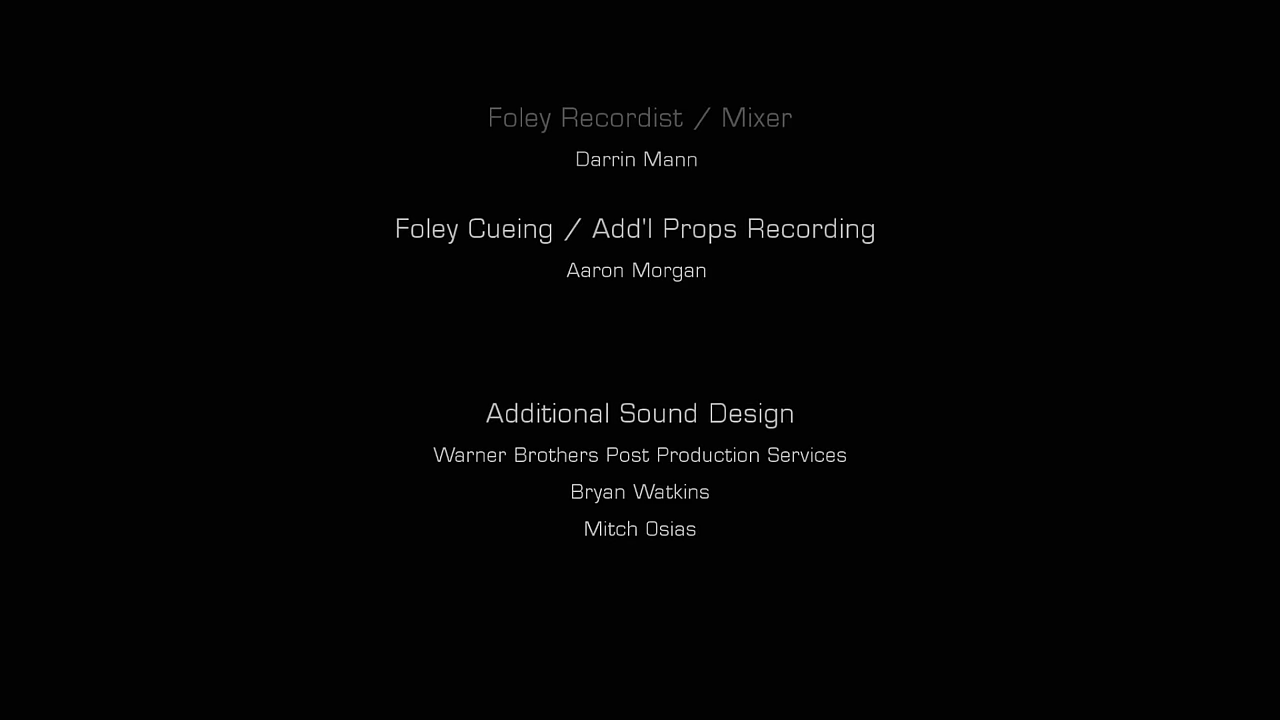 Foley Recordist / Mixer
Darrin Mann
Foley Cueing / Add'l Props Recording
Aaron Morgan
Additional Sound Design
Warner Brothers Post Production Services
Bryan Watkins
Mitch Osias